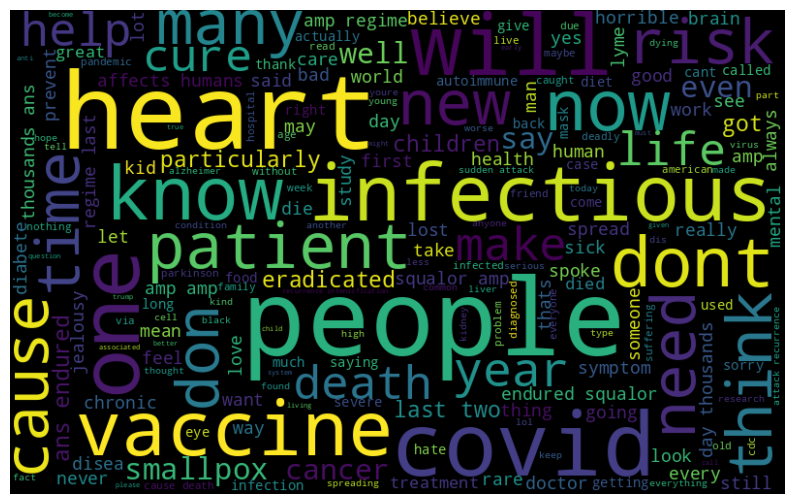 help many amp regime believe horrible brain
lot actually give due yes lyme
cure great thank care well read live maybe dying
will risk
prevent affects humans said bad world autoimmune diet cant called
heart new now man good even
thousands ans right may day youre young caught mask deadly work see part
kid particularly children say back human life got always
time first health case amp virus
regime last alzheimer without study week die sudden attack worse american made mental
know infectious
nothing condition another friend come today
let patient lost spread really
one take make sick dont
diabete food eradicated squalor amp spoke
amp amp family infected serious died thats someone used
jealousy long mean via cell kind liver common diagnosed problem everyone
cause don people need think
feel love black child high kidney type suffering
trump better thought much saying year symptom sorry
associated death endured squalor
ans endured chronic want found severe last two thing going research
vaccine covid
eye way hate lol keep look old cdc
disea living system rare doctor getting everything every
never smallpox cancer treatment still
fact infection spreading please cause death
day thousands attack recurrence
anti become pandemic hospital age true hope tell question parkinson